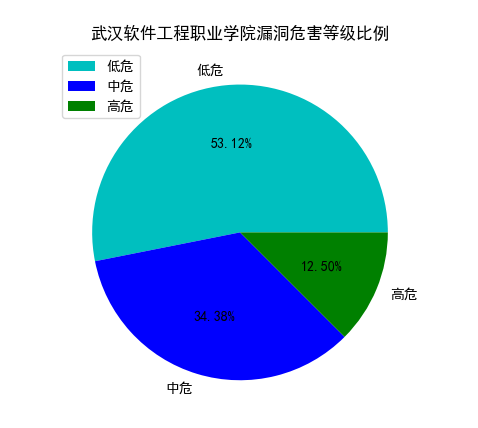 武汉软件工程职业学院漏洞危害等级比例
低危
中危
高危
低危
53.12%
12.50%
高危
34.38%
中危